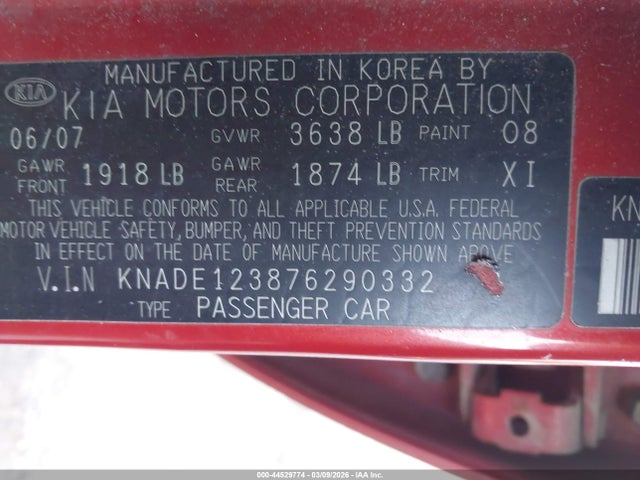 MANUFACTURED IN KOREA BY
KIA KIA MOTORS CORPORATION
06/07 GVWR 3638 LB PAINT 08
GAWR FRONT 1918 LB GAWR REAR 1874 LB TRIM XI
THIS VEHICLE CONFORMS TO ALL APPLICABLE U.S.A. FEDERAL
MOTOR VEHICLE SAFETY, BUMPER, AND THEFT PREVENTION STANDARDS
IN EFFECT ON THE DATE OF MANUFACTURE SHOWN ABOVE
V.I.N KNADE123876290332
TYPE PASSENGER CAR
KN
000-44529774 | 03/09/2026 | IAAI.COM